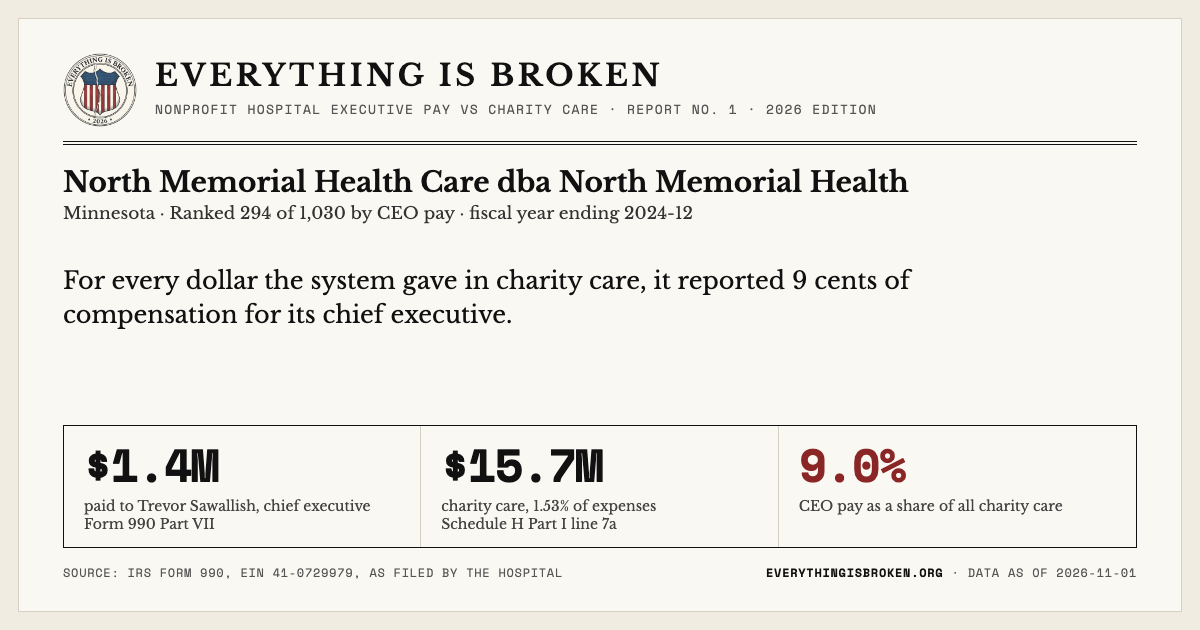 EVERYTHING IS BROKEN
· 2026 ·
EVERYTHING IS BROKEN
NONPROFIT HOSPITAL EXECUTIVE PAY VS CHARITY CARE · REPORT NO. 1 · 2026 EDITION
North Memorial Health Care dba North Memorial Health
Minnesota · Ranked 294 of 1,030 by CEO pay · fiscal year ending 2024-12
For every dollar the system gave in charity care, it reported 9 cents of
compensation for its chief executive.
$1.4M
paid to Trevor Sawallish, chief executive
Form 990 Part VII
$15.7M
charity care, 1.53% of expenses
Schedule H Part I line 7a
9.0%
CEO pay as a share of all charity care
SOURCE: IRS FORM 990, EIN 41-0729979, AS FILED BY THE HOSPITAL
EVERYTHINGISBROKEN.ORG · DATA AS OF 2026-11-01